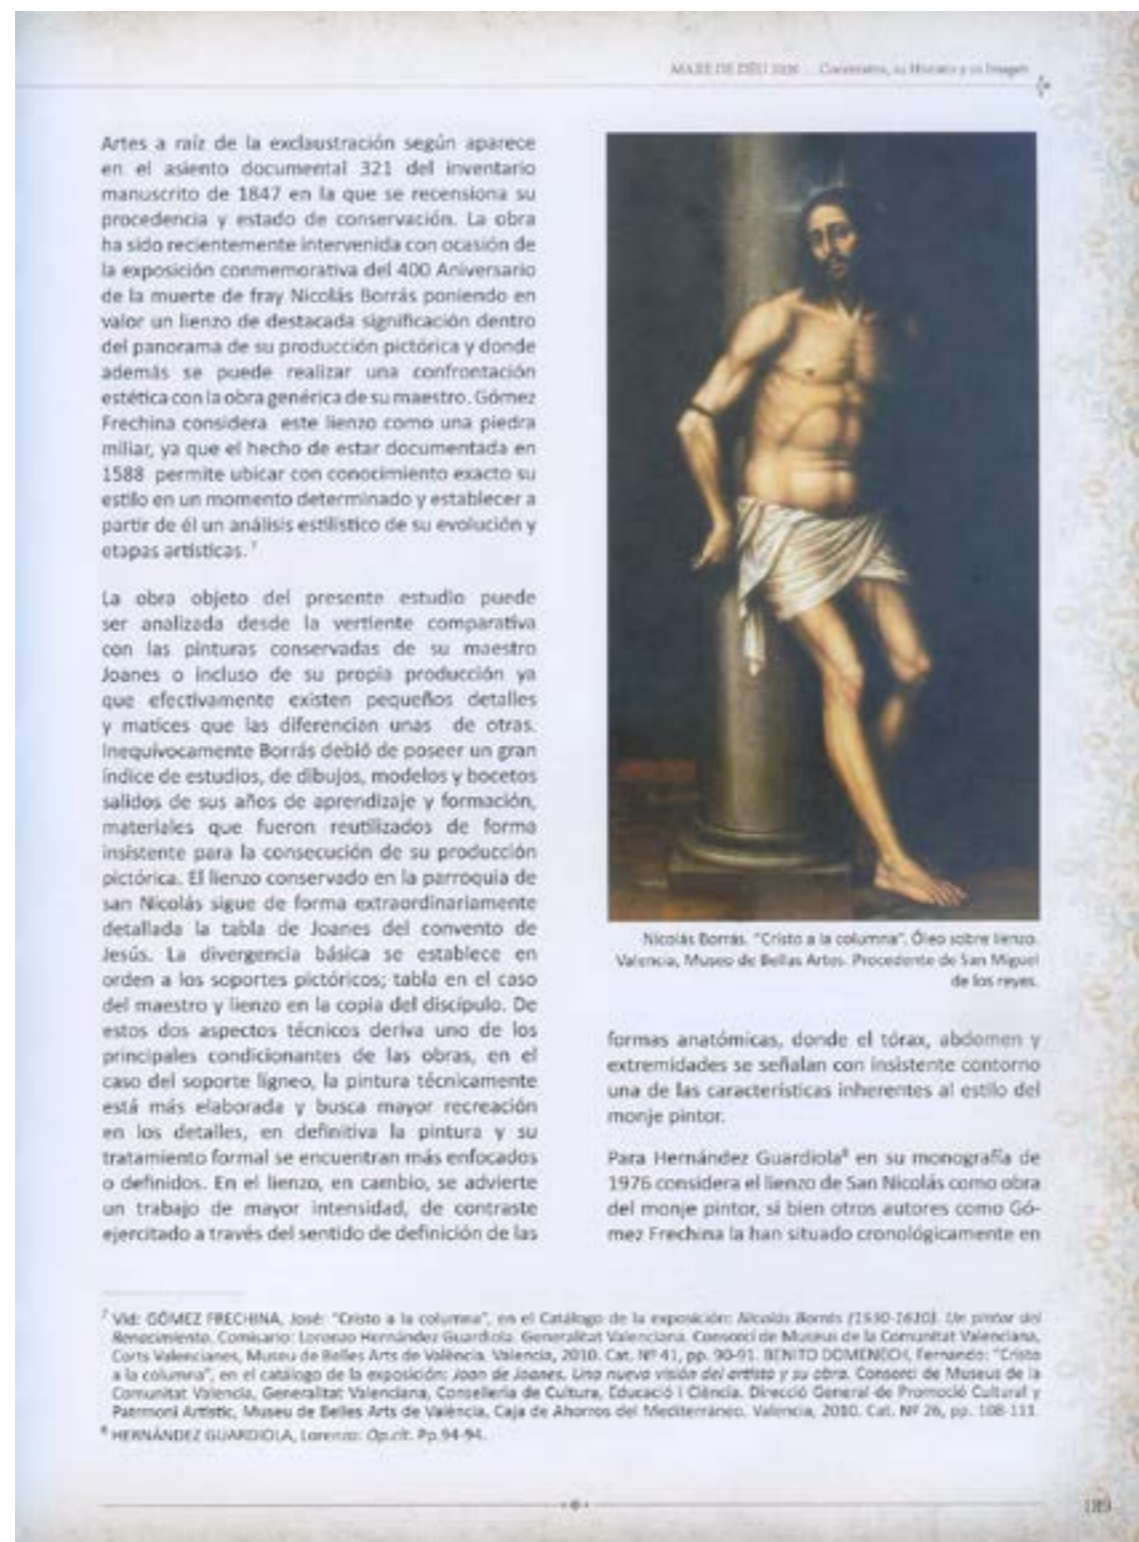 MARE DE DÉU 2020 Cocentaina, su Historia y su Imagen
Artes a raíz de la exclaustración según aparece
en el asiento documental 321 del inventario
manuscrito de 1847 en la que se recensiona su
procedencia y estado de conservación. La obra
ha sido recientemente intervenida con ocasión de
la exposición conmemorativa del 400 Aniversario
de la muerte de fray Nicolás Borrás poniendo en
valor un lienzo de destacada significación dentro
del panorama de su producción pictórica y donde
además se puede realizar una confrontación
estética con la obra genérica de su maestro. Gómez
Frechina considera este lienzo como una piedra
miliar, ya que el hecho de estar documentada en
1588 permite ubicar con conocimiento exacto su
estilo en un momento determinado y establecer a
partir de él un análisis estilístico de su evolución y
etapas artísticas. ⁷
La obra objeto del presente estudio puede
ser analizada desde la vertiente comparativa
con las pinturas conservadas de su maestro
Joanes o incluso de su propia producción ya
que efectivamente existen pequeños detalles
y matices que las diferencian unas de otras.
Inequívocamente Borrás debió de poseer un gran
índice de estudios, de dibujos, modelos y bocetos
salidos de sus años de aprendizaje y formación,
materiales que fueron reutilizados de forma
insistente para la consecución de su producción
pictórica. El lienzo conservado en la parroquia de
san Nicolás sigue de forma extraordinariamente
detallada la tabla de Joanes del convento de
Jesús. La divergencia básica se establece en
orden a los soportes pictóricos; tabla en el caso
del maestro y lienzo en la copia del discípulo. De
estos dos aspectos técnicos deriva uno de los
principales condicionantes de las obras, en el
caso del soporte lígneo, la pintura técnicamente
está más elaborada y busca mayor recreación
en los detalles, en definitiva la pintura y su
tratamiento formal se encuentran más enfocados
o definidos. En el lienzo, en cambio, se advierte
un trabajo de mayor intensidad, de contraste
ejercitado a través del sentido de definición de las
Nicolás Borrás. "Cristo a la columna". Óleo sobre lienzo.
Valencia, Museo de Bellas Artes. Procedente de San Miguel
de los reyes.
formas anatómicas, donde el tórax, abdomen y
extremidades se señalan con insistente contorno
una de las características inherentes al estilo del
monje pintor.
Para Hernández Guardiola⁸ en su monografía de
1976 considera el lienzo de San Nicolás como obra
del monje pintor, si bien otros autores como Gó-
mez Frechina la han situado cronológicamente en
⁷ Vid: GÓMEZ FRECHINA, José: "Cristo a la columna", en el Catálogo de la exposición: Nicolás Borrás (1530-1610). Un pintor del
Renacimiento. Comisario: Lorenzo Hernández Guardiola. Generalitat Valenciana. Consorci de Museus de la Comunitat Valenciana,
Corts Valencianes, Museu de Belles Arts de València. Valencia, 2010. Cat. Nº 41, pp. 90-91. BENITO DOMENECH, Fernando: "Cristo
a la columna", en el catálogo de la exposición: Joan de Joanes. Una nueva visión del artista y su obra. Consorci de Museus de la
Comunitat Valencia, Generalitat Valenciana, Conselleria de Cultura, Educació i Ciència. Direcció General de Promoció Cultural y
Patrmoni Artístic, Museu de Belles Arts de València, Caja de Ahorros del Mediterráneo. Valencia, 2010. Cat. Nº 26, pp. 108-111.
⁸ HERNÁNDEZ GUARDIOLA, Lorenzo: Op.cit. Pp.94-94.
189